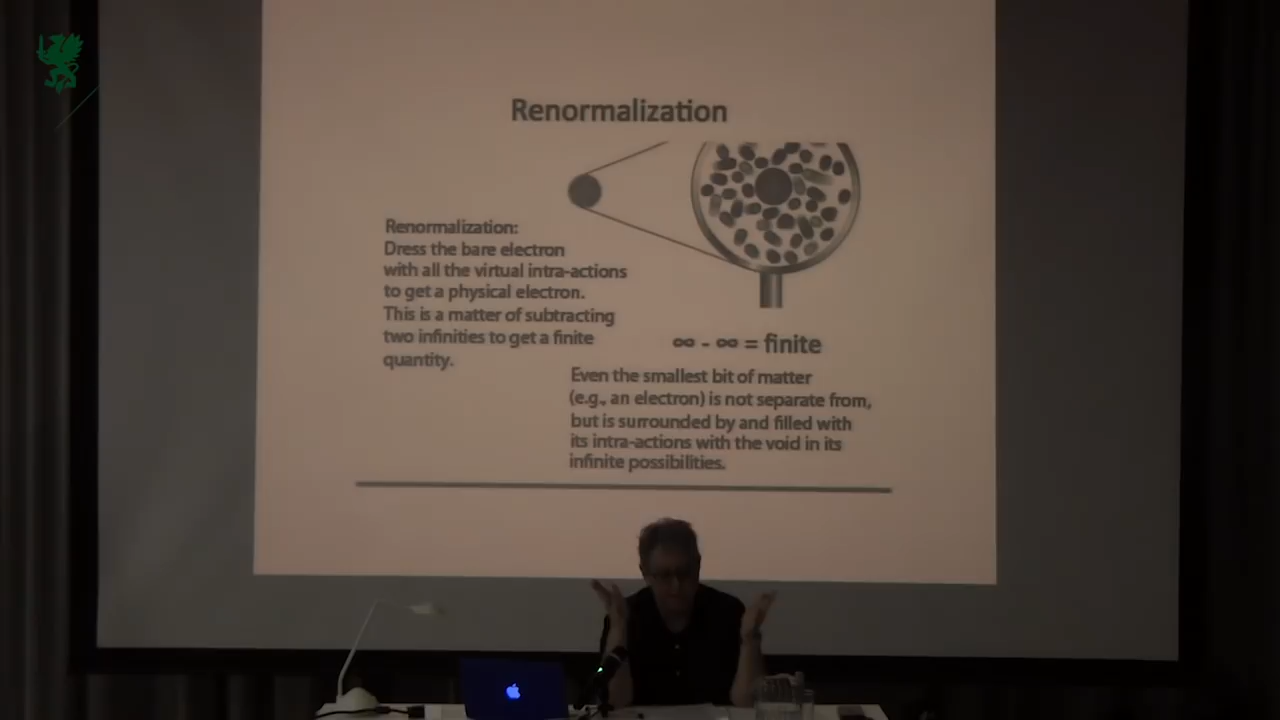 Renormalization
Renormalization:
Dress the bare electron
with all the virtual intra-actions
to get a physical electron.
This is a matter of subtracting
two infinities to get a finite
quantity.
∞ - ∞ = finite
Even the smallest bit of matter
(e.g., an electron) is not separate from,
but is surrounded by and filled with
its intra-actions with the void in its
infinite possibilities.